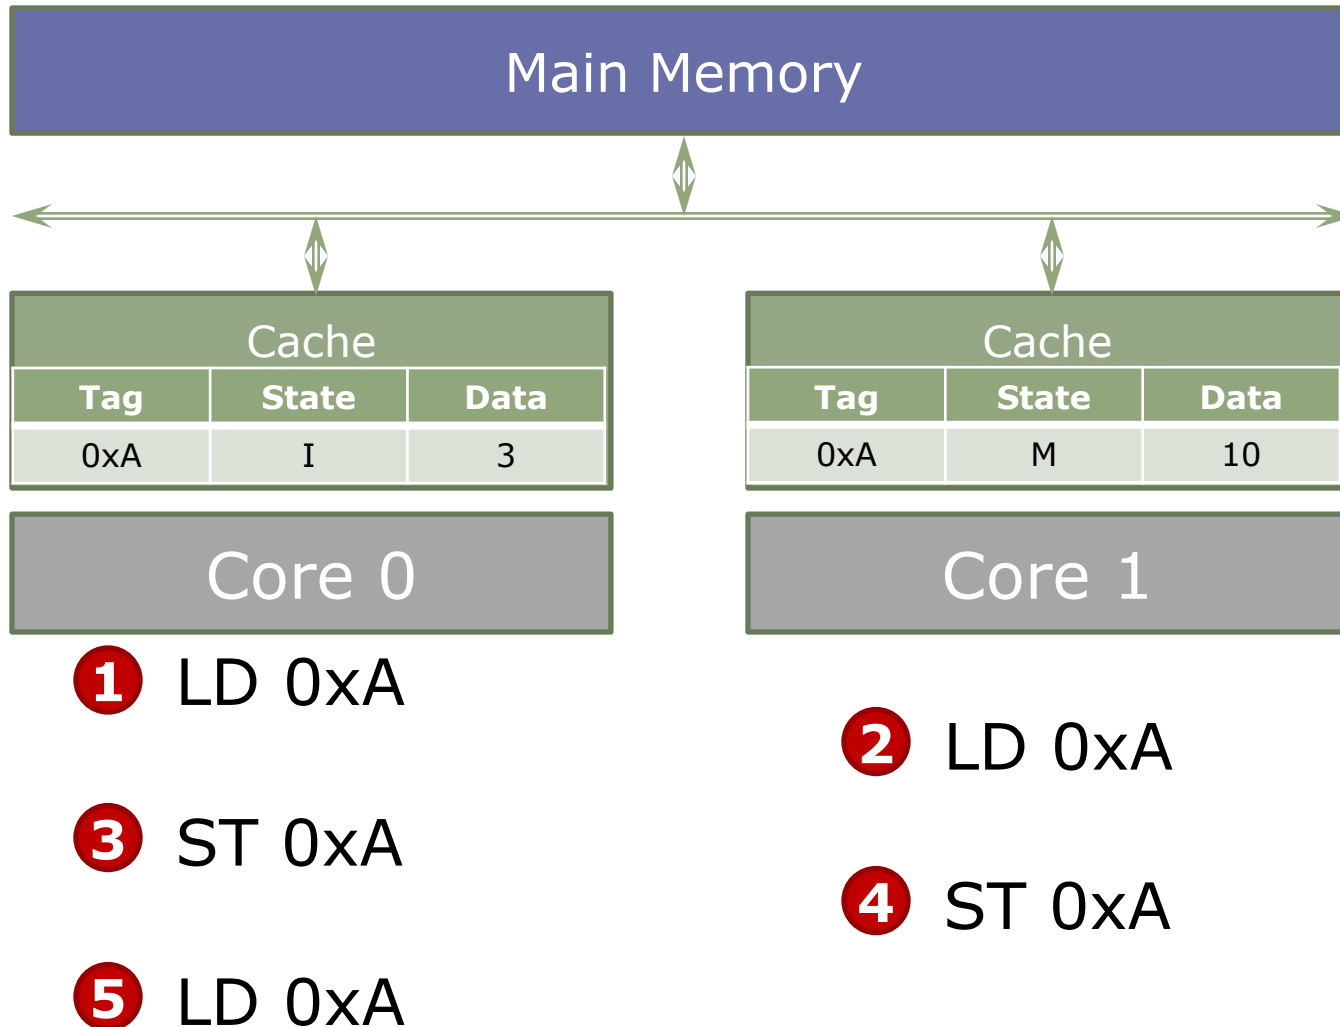 Main Memory
Cache
Tag State Data
0xA I 3
Cache
Tag State Data
0xA M 10
Core 0
Core 1
1 LD 0xA
2 LD 0xA
3 ST 0xA
4 ST 0xA
5 LD 0xA